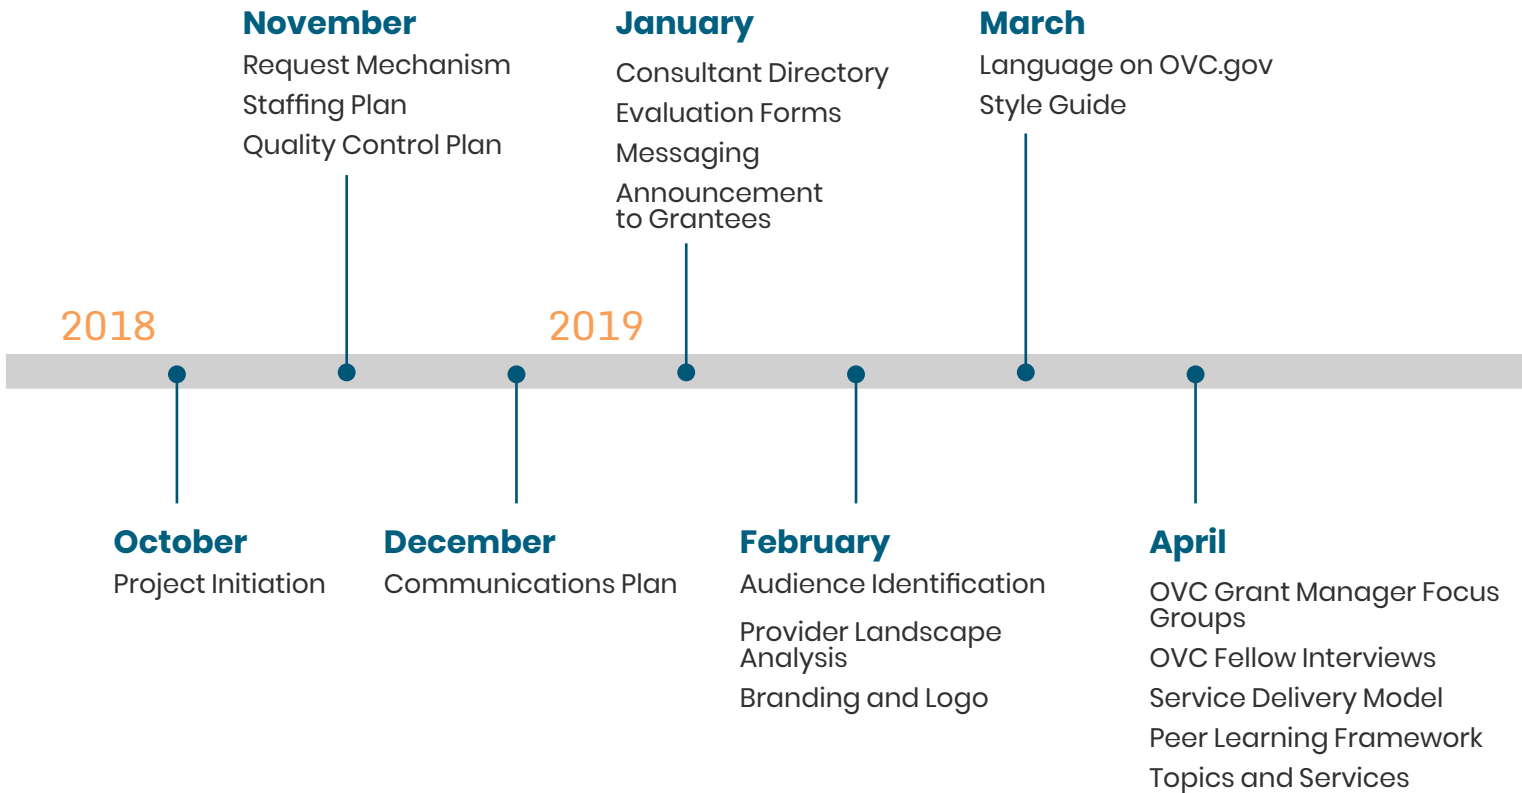 November
Request Mechanism
Staffing Plan
Quality Control Plan
January
Consultant Directory
Evaluation Forms
Messaging
Announcement
to Grantees
March
Language on OVC.gov
Style Guide
2018
2019
October
Project Initiation
December
Communications Plan
February
Audience Identification
Provider Landscape
Analysis
Branding and Logo
April
OVC Grant Manager Focus
Groups
OVC Fellow Interviews
Service Delivery Model
Peer Learning Framework
Topics and Services